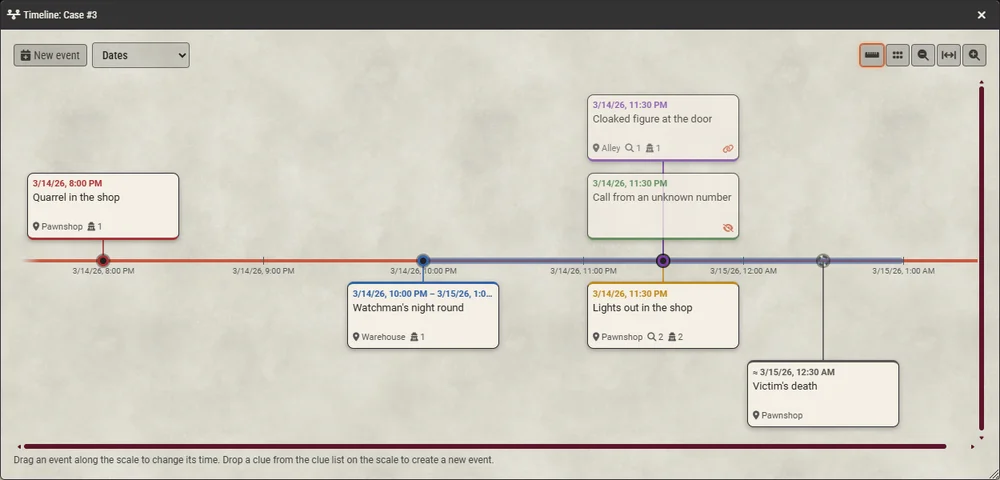 Timeline: Case #3
New event
Dates
3/14/26, 11:30 PM
Cloaked figure at the door
Alley 1 1
3/14/26, 8:00 PM
Quarrel in the shop
Pawnshop 1
3/14/26, 11:30 PM
Call from an unknown number
3/14/26, 8:00 PM
3/14/26, 9:00 PM
3/14/26, 10:00 PM
3/14/26, 11:00 PM
3/15/26, 12:00 AM
3/15/26, 1:00 AM
3/14/26, 10:00 PM – 3/15/26, 1:0...
Watchman's night round
Warehouse 1
3/14/26, 11:30 PM
Lights out in the shop
Pawnshop 2 2
≈ 3/15/26, 12:30 AM
Victim's death
Pawnshop
Drag an event along the scale to change its time. Drop a clue from the clue list on the scale to create a new event.